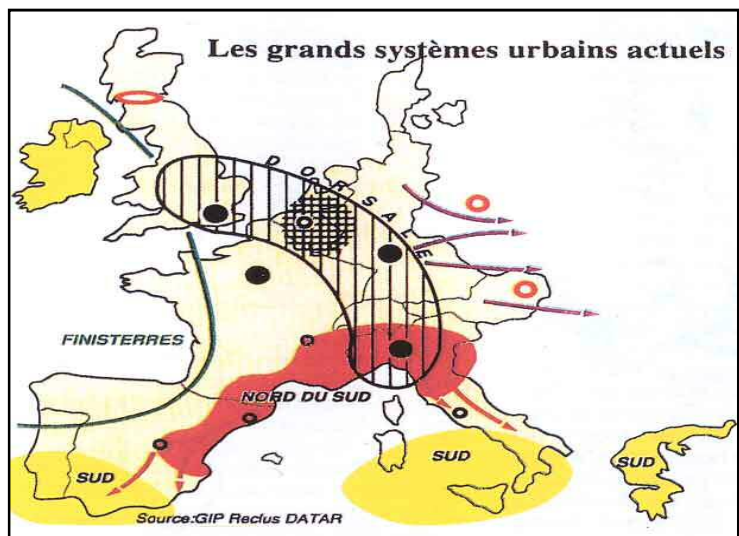 Les grands systèmes urbains actuels
DORSALE
FINISTERRES
NORD DU SUD
SUD
SUD
SUD
Source:GIP Reclus DATAR